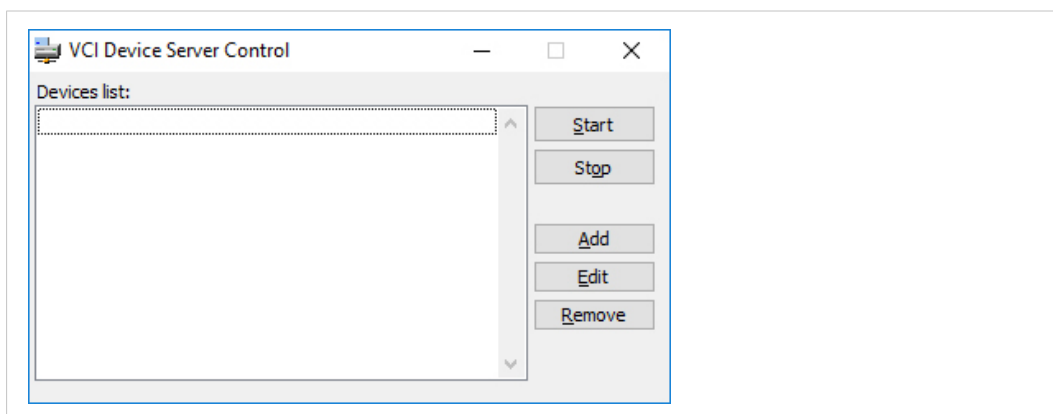 VCI Device Server Control
Devices list:
Start
Stop
Add
Edit
Remove